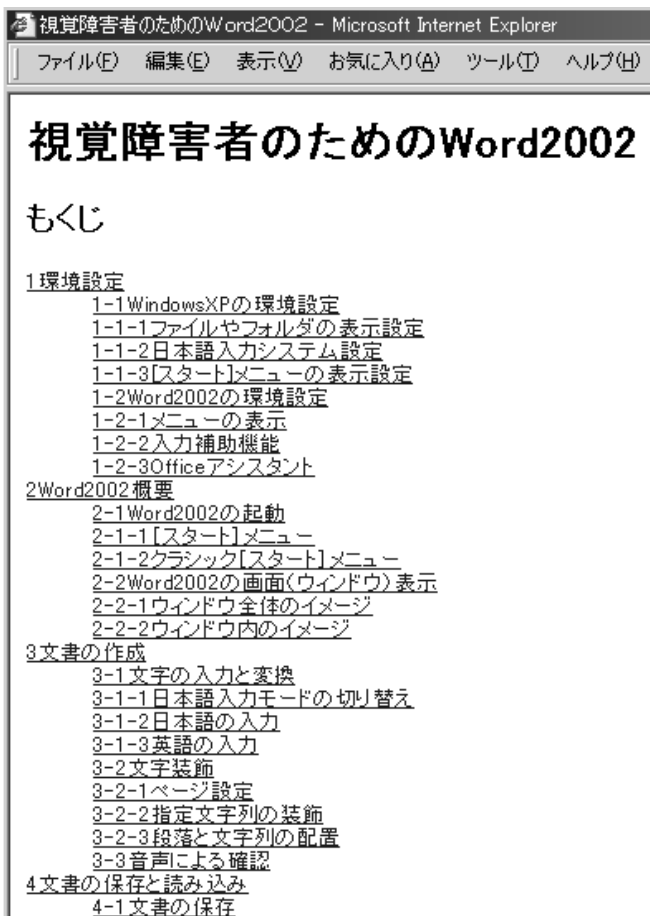 視覚障害者のためのWord2002 - Microsoft Internet Explorer
ファイル(F) 編集(E) 表示(V) お気に入り(A) ツール(T) ヘルプ(H)
視覚障害者のためのWord2002
もくじ
1環境設定
1-1WindowsXPの環境設定
1-1-1ファイルやフォルダの表示設定
1-1-2日本語入力システム設定
1-1-3[スタート]メニューの表示設定
1-2Word2002の環境設定
1-2-1メニューの表示
1-2-2入力補助機能
1-2-3Officeアシスタント
2Word2002概要
2-1Word2002の起動
2-1-1[スタート]メニュー
2-1-2クラシック[スタート]メニュー
2-2Word2002の画面(ウィンドウ)表示
2-2-1ウィンドウ全体のイメージ
2-2-2ウィンドウ内のイメージ
3文書の作成
3-1文字の入力と変換
3-1-1日本語入力モードの切り替え
3-1-2日本語の入力
3-1-3英語の入力
3-2文字装飾
3-2-1ページ設定
3-2-2指定文字列の装飾
3-2-3段落と文字列の配置
3-3音声による確認
4文書の保存と読み込み
4-1文書の保存